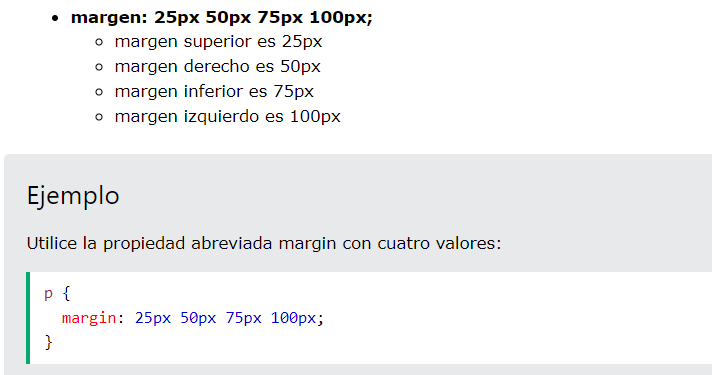 margen: 25px 50px 75px 100px;
margen superior es 25px
margen derecho es 50px
margen inferior es 75px
margen izquierdo es 100px
Ejemplo
Utilice la propiedad abreviada margin con cuatro valores:
p {
  margin: 25px 50px 75px 100px;
}